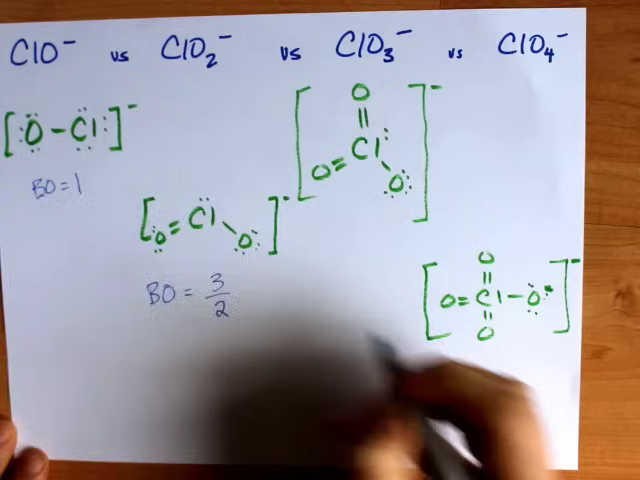 ClO⁻ vs ClO₂⁻ vs ClO₃⁻ vs ClO₄⁻
[O-Cl]⁻
BO=1
O
O=Cl
O
[O=Cl\O]⁻
BO = 3/2
O
[O=Cl-O]⁻
O